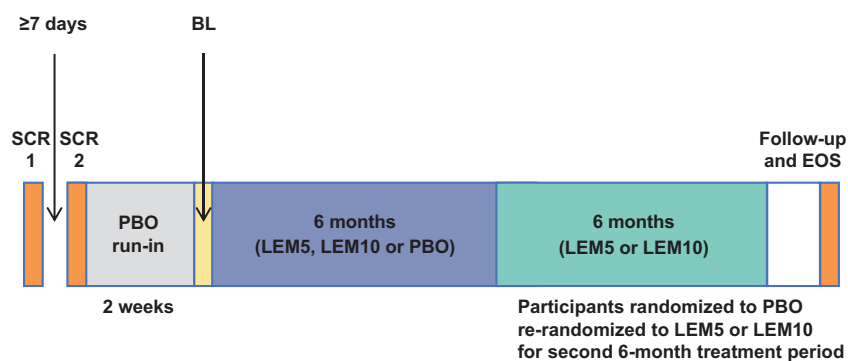 ≥7 days
BL
SCR
1
SCR
2
Follow-up
and EOS
PBO
run-in
6 months
(LEM5, LEM10 or PBO)
6 months
(LEM5 or LEM10)
2 weeks
Participants randomized to PBO
re-randomized to LEM5 or LEM10
for second 6-month treatment period